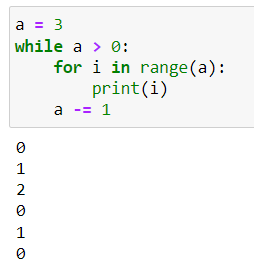 a = 3
while a > 0:
    for i in range(a):
        print(i)
    a -= 1
0
1
2
0
1
0